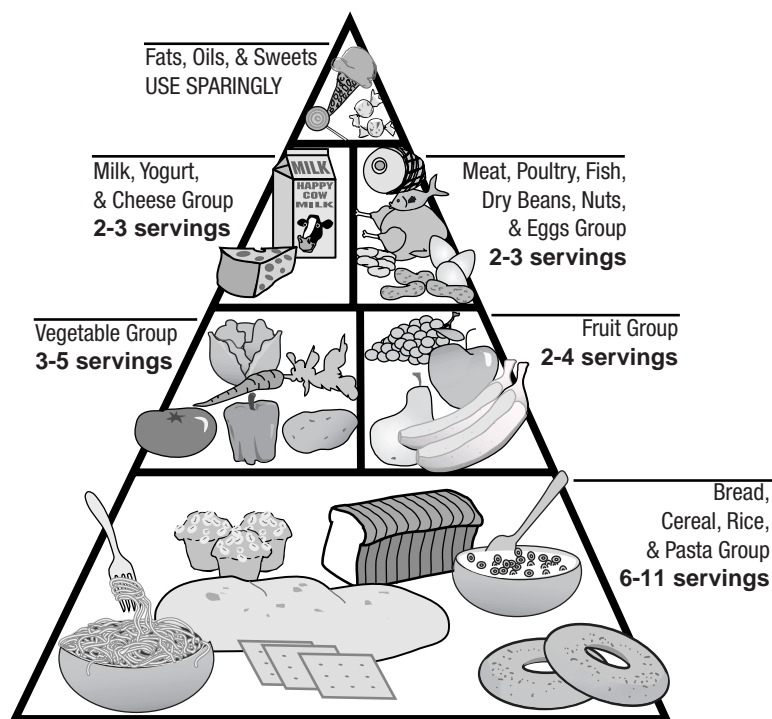 Fats, Oils, & Sweets
USE SPARINGLY
Milk, Yogurt,
& Cheese Group
2-3 servings
MILK
HAPPY
COW
MILK
Meat, Poultry, Fish,
Dry Beans, Nuts,
& Eggs Group
2-3 servings
Vegetable Group
3-5 servings
Fruit Group
2-4 servings
Bread,
Cereal, Rice,
& Pasta Group
6-11 servings